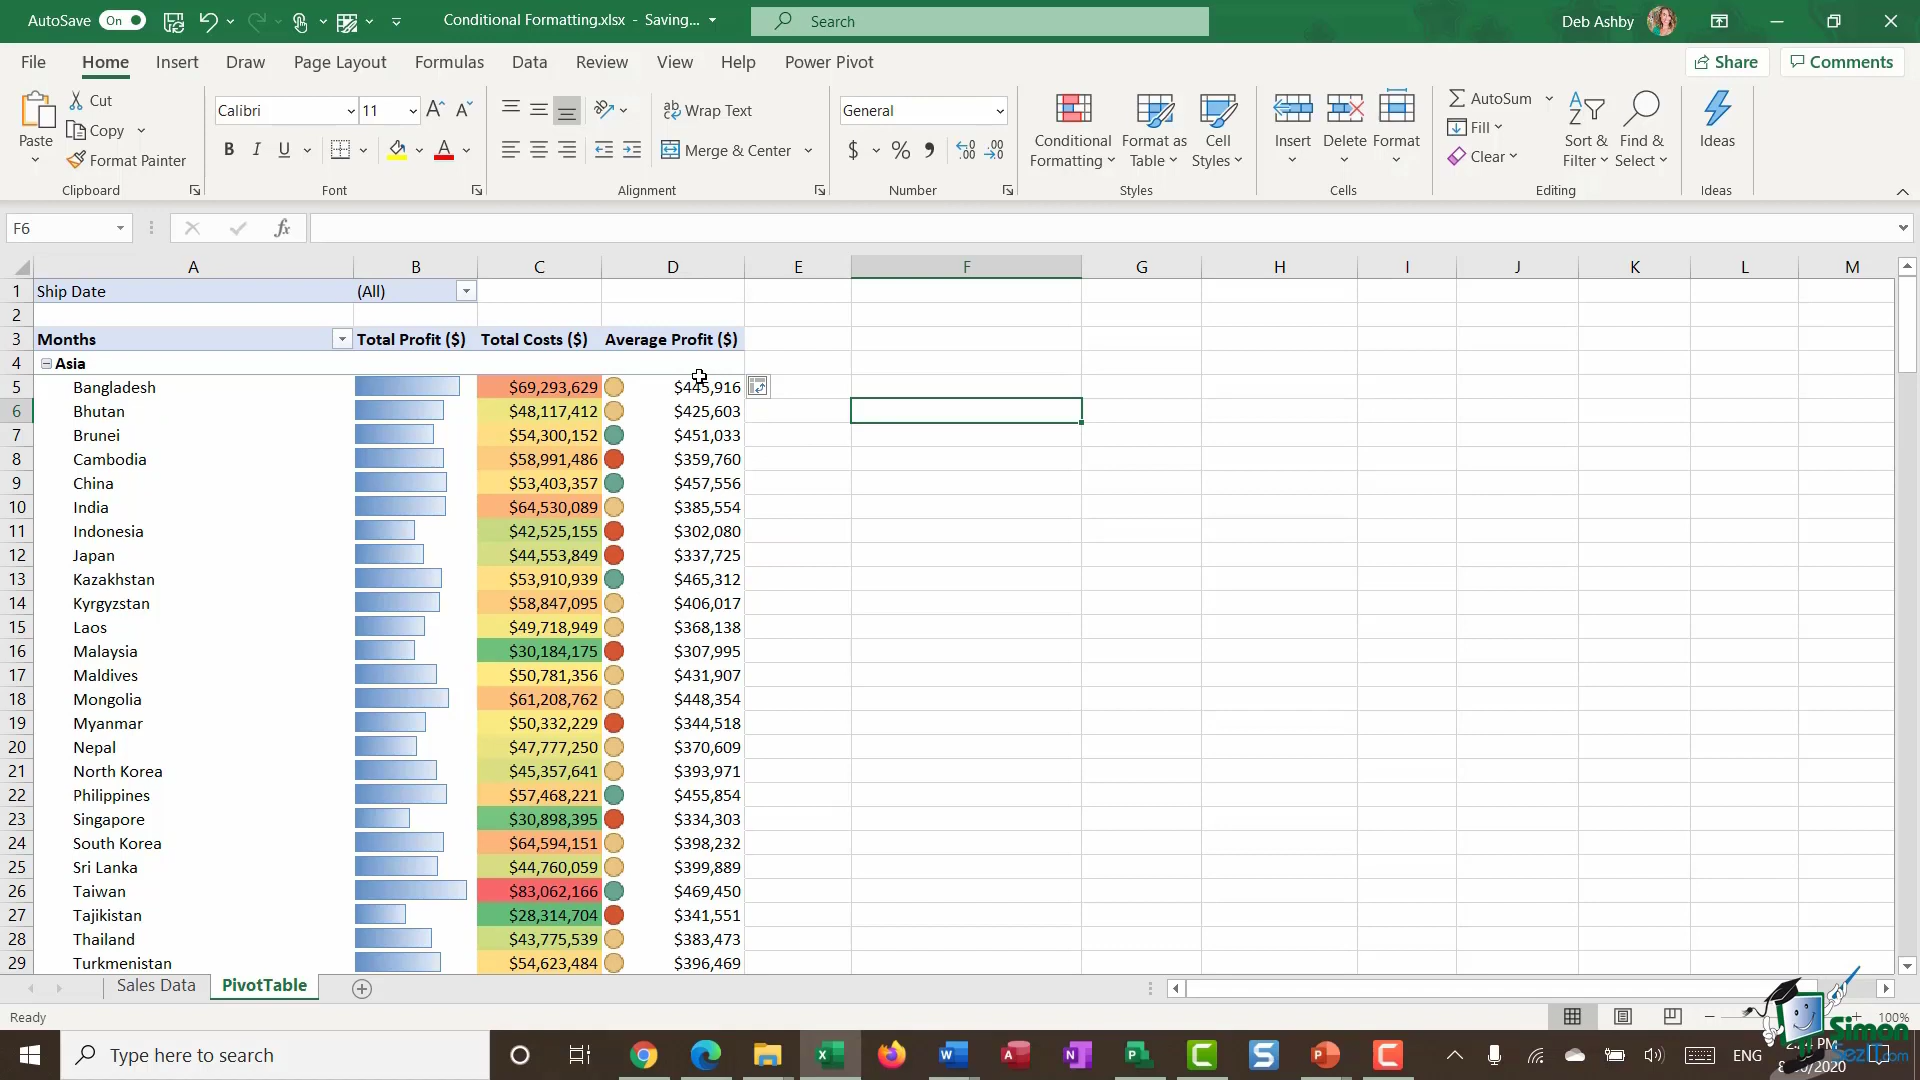 AutoSave On Conditional Formatting.xlsx - Saving... Search Deb Ashby
File Home Insert Draw Page Layout Formulas Data Review View Help Power Pivot Share Comments
Paste
Cut
Copy
Format Painter
Clipboard
Calibri 11
B I U A
Font
Wrap Text
Merge & Center
Alignment
General
$ % ,
Number
Conditional Formatting
Format as Table
Cell Styles
Styles
Insert Delete Format
Cells
AutoSum
Fill
Clear
Sort & Filter
Find & Select
Editing
Ideas
Ideas
F6 fx
A B C D E F G H I J K L M
1 Ship Date (All)
2
3 Months Total Profit ($) Total Costs ($) Average Profit ($)
4 Asia
5 Bangladesh $69,293,629 $445,916
6 Bhutan $48,117,412 $425,603
7 Brunei $54,300,152 $451,033
8 Cambodia $58,991,486 $359,760
9 China $53,403,357 $457,556
10 India $64,530,089 $385,554
11 Indonesia $42,525,155 $302,080
12 Japan $44,553,849 $337,725
13 Kazakhstan $53,910,939 $465,312
14 Kyrgyzstan $58,847,095 $406,017
15 Laos $49,718,949 $368,138
16 Malaysia $30,184,175 $307,995
17 Maldives $50,781,356 $431,907
18 Mongolia $61,208,762 $448,354
19 Myanmar $50,332,229 $344,518
20 Nepal $47,777,250 $370,609
21 North Korea $45,357,641 $393,971
22 Philippines $57,468,221 $455,854
23 Singapore $30,898,395 $334,303
24 South Korea $64,594,151 $398,232
25 Sri Lanka $44,760,059 $399,889
26 Taiwan $83,062,166 $469,450
27 Tajikistan $28,314,704 $341,551
28 Thailand $43,775,539 $383,473
29 Turkmenistan $54,623,484 $396,469
Sales Data PivotTable
Ready 100%
Type here to search ENG PM
Simon SezIT.com